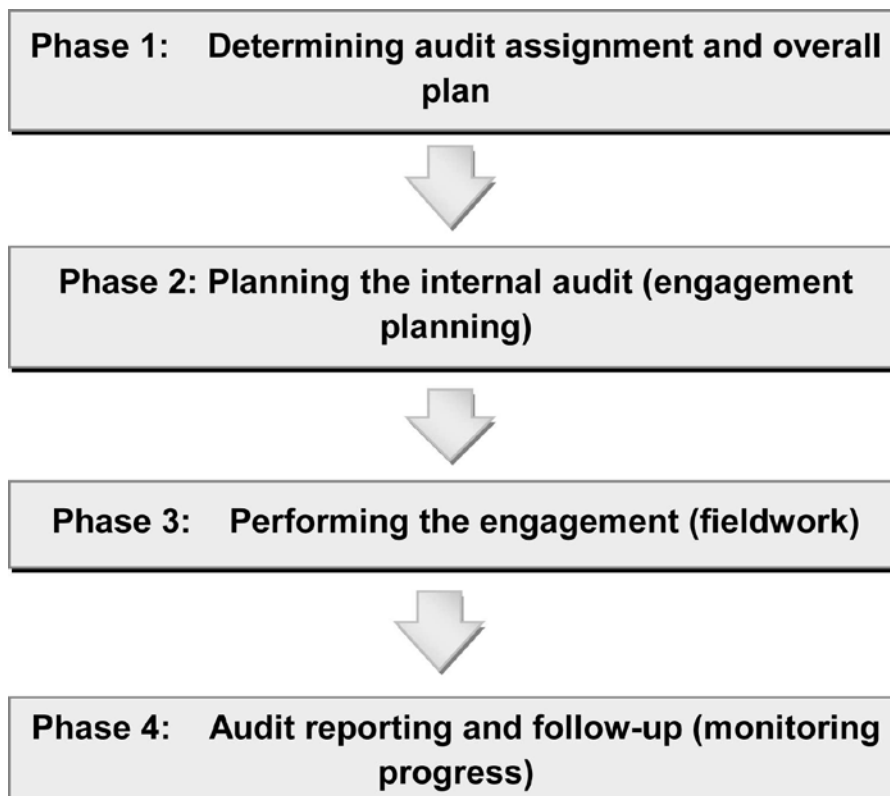 Phase 1: Determining audit assignment and overall
plan
Phase 2: Planning the internal audit (engagement
planning)
Phase 3: Performing the engagement (fieldwork)
Phase 4: Audit reporting and follow-up (monitoring
progress)